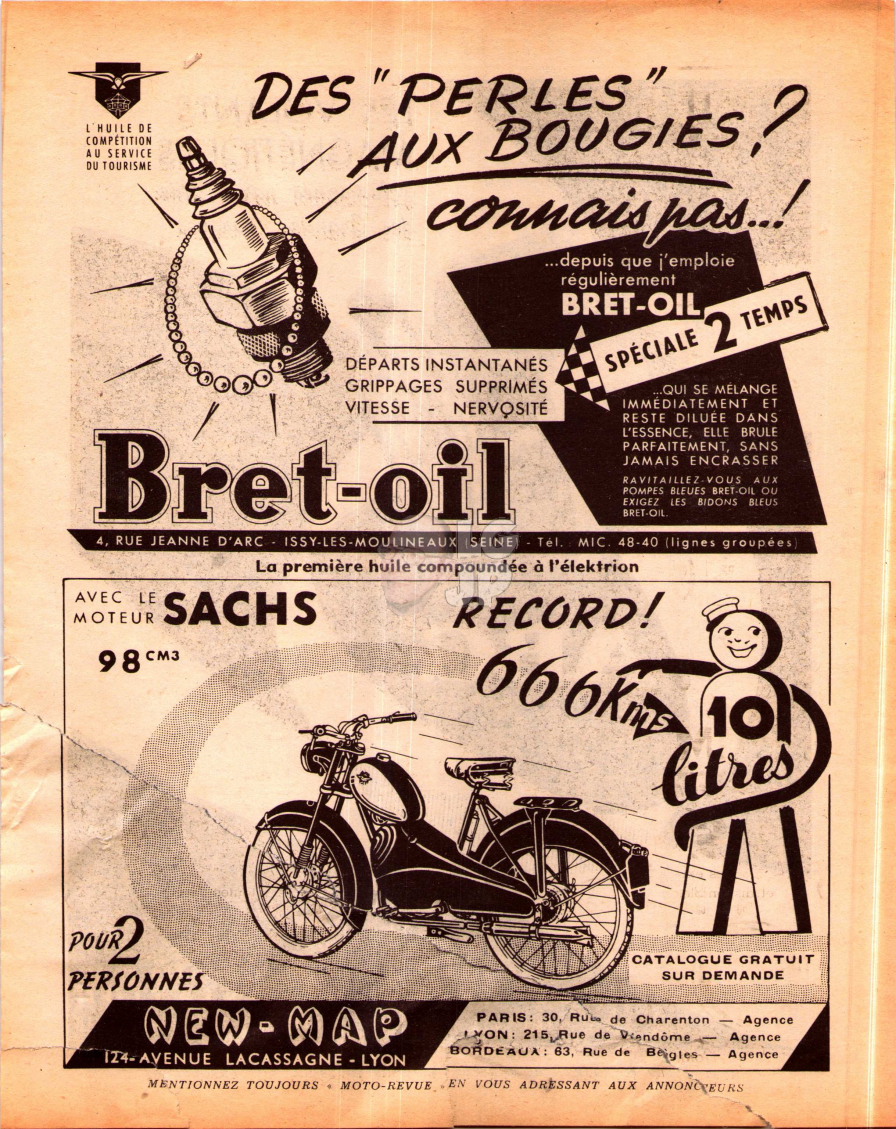 L'HUILE DE
COMPÉTITION
AU SERVICE
DU TOURISME
DES "PERLES"
AUX BOUGIES ?
connais pas...!
...depuis que j'emploie
régulièrement
BRET-OIL
SPÉCIALE 2 TEMPS
DÉPARTS INSTANTANÉS
GRIPPAGES SUPPRIMÉS
VITESSE - NERVOSITÉ
...QUI SE MÉLANGE
IMMÉDIATEMENT ET
RESTE DILUÉE DANS
L'ESSENCE, ELLE BRULE
PARFAITEMENT, SANS
JAMAIS ENCRASSER
RAVITAILLEZ-VOUS AUX
POMPES BLEUES BRET-OIL OU
EXIGEZ LES BIDONS BLEUS
BRET-OIL.
Bret-oil
4, RUE JEANNE D'ARC - ISSY-LES-MOULINEAUX (SEINE) - Tél. MIC. 48-40 (lignes groupées)
La première huile compoundée à l'élektrion
AVEC LE
MOTEUR SACHS
98 CM3
RECORD!
666 Kms
10
litres
POUR 2
PERSONNES
CATALOGUE GRATUIT
SUR DEMANDE
NEW-MAP
124-AVENUE LACASSAGNE - LYON
PARIS: 30, Rue de Charenton — Agence
LYON: 215, Rue de Vendôme — Agence
BORDEAUX: 63, Rue de Bègles — Agence
MENTIONNEZ TOUJOURS « MOTO-REVUE » EN VOUS ADRESSANT AUX ANNONCEURS